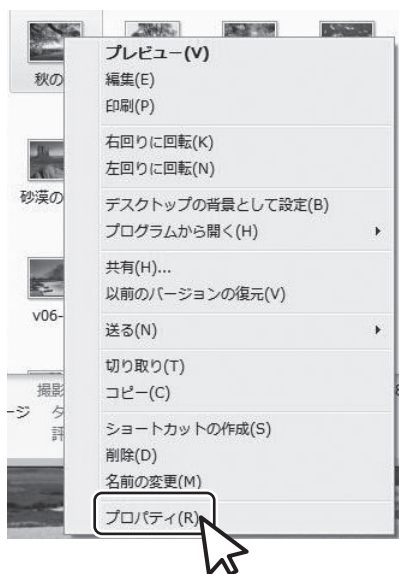 秋の
砂漠の
v06-
撮影
ージ タ
評
プレビュー(V)
編集(E)
印刷(P)
右回りに回転(K)
左回りに回転(N)
デスクトップの背景として設定(B)
プログラムから開く(H)
共有(H)...
以前のバージョンの復元(V)
送る(N)
切り取り(T)
コピー(C)
ショートカットの作成(S)
削除(D)
名前の変更(M)
プロパティ(R)